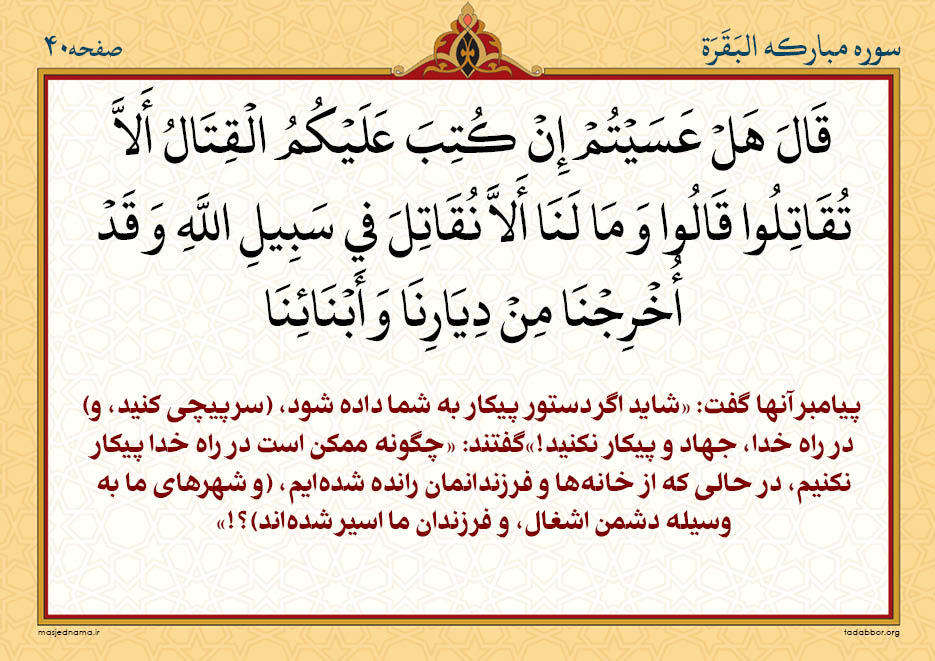 سوره مبارکه البَقَرَة
صفحه۴۰
قَالَ هَلْ عَسَيْتُمْ إِنْ كُتِبَ عَلَيْكُمُ الْقِتَالُ أَلاَّ
تُقَاتِلُوا قَالُوا وَ مَا لَنَا أَلاَّ نُقَاتِلَ في سَبِيلِ اللَّهِ وَ قَدْ
أُخْرِجْنَا مِنْ دِيَارِنَا وَ أَبْنَائِنَا
پیامبر آنها گفت: «شاید اگر دستور پیکار به شما داده شود، (سرپیچی کنید، و)
در راه خدا، جهاد و پیکار نکنید!»گفتند: «چگونه ممکن است در راه خدا پیکار
نکنیم، در حالی که از خانه‌ها و فرزندانمان رانده شده‌ایم، (و شهرهای ما به
وسیله دشمن اشغال، و فرزندان ما اسیر شده‌اند)؟!»
masjednama.ir
tadabbor.org